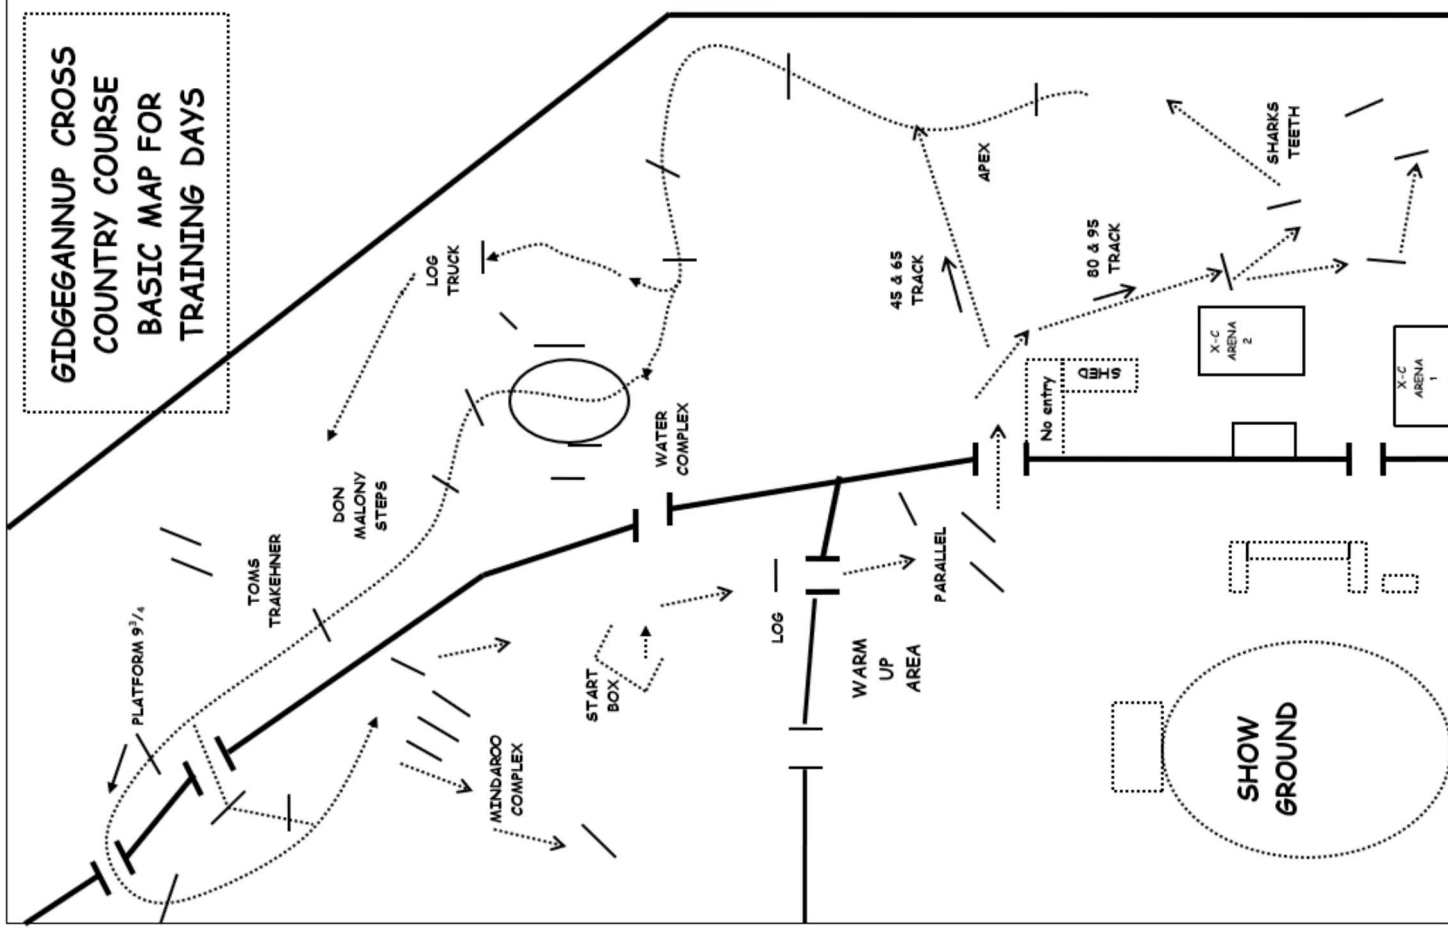 GIDGEGANNUP CROSS
COUNTRY COURSE
BASIC MAP FOR
TRAINING DAYS
LOG
TRUCK
APEX
SHARKS
TEETH
45 & 65
TRACK
80 & 95
TRACK
X-C
ARENA
2
X-C
ARENA
1
SHED
No entry
WATER
COMPLEX
DON
MALONY
STEPS
TOMS
TRAKEHNER
PLATFORM 9¾
PARALLEL
LOG
START
BOX
WARM
UP
AREA
MINDAROO
COMPLEX
SHOW
GROUND